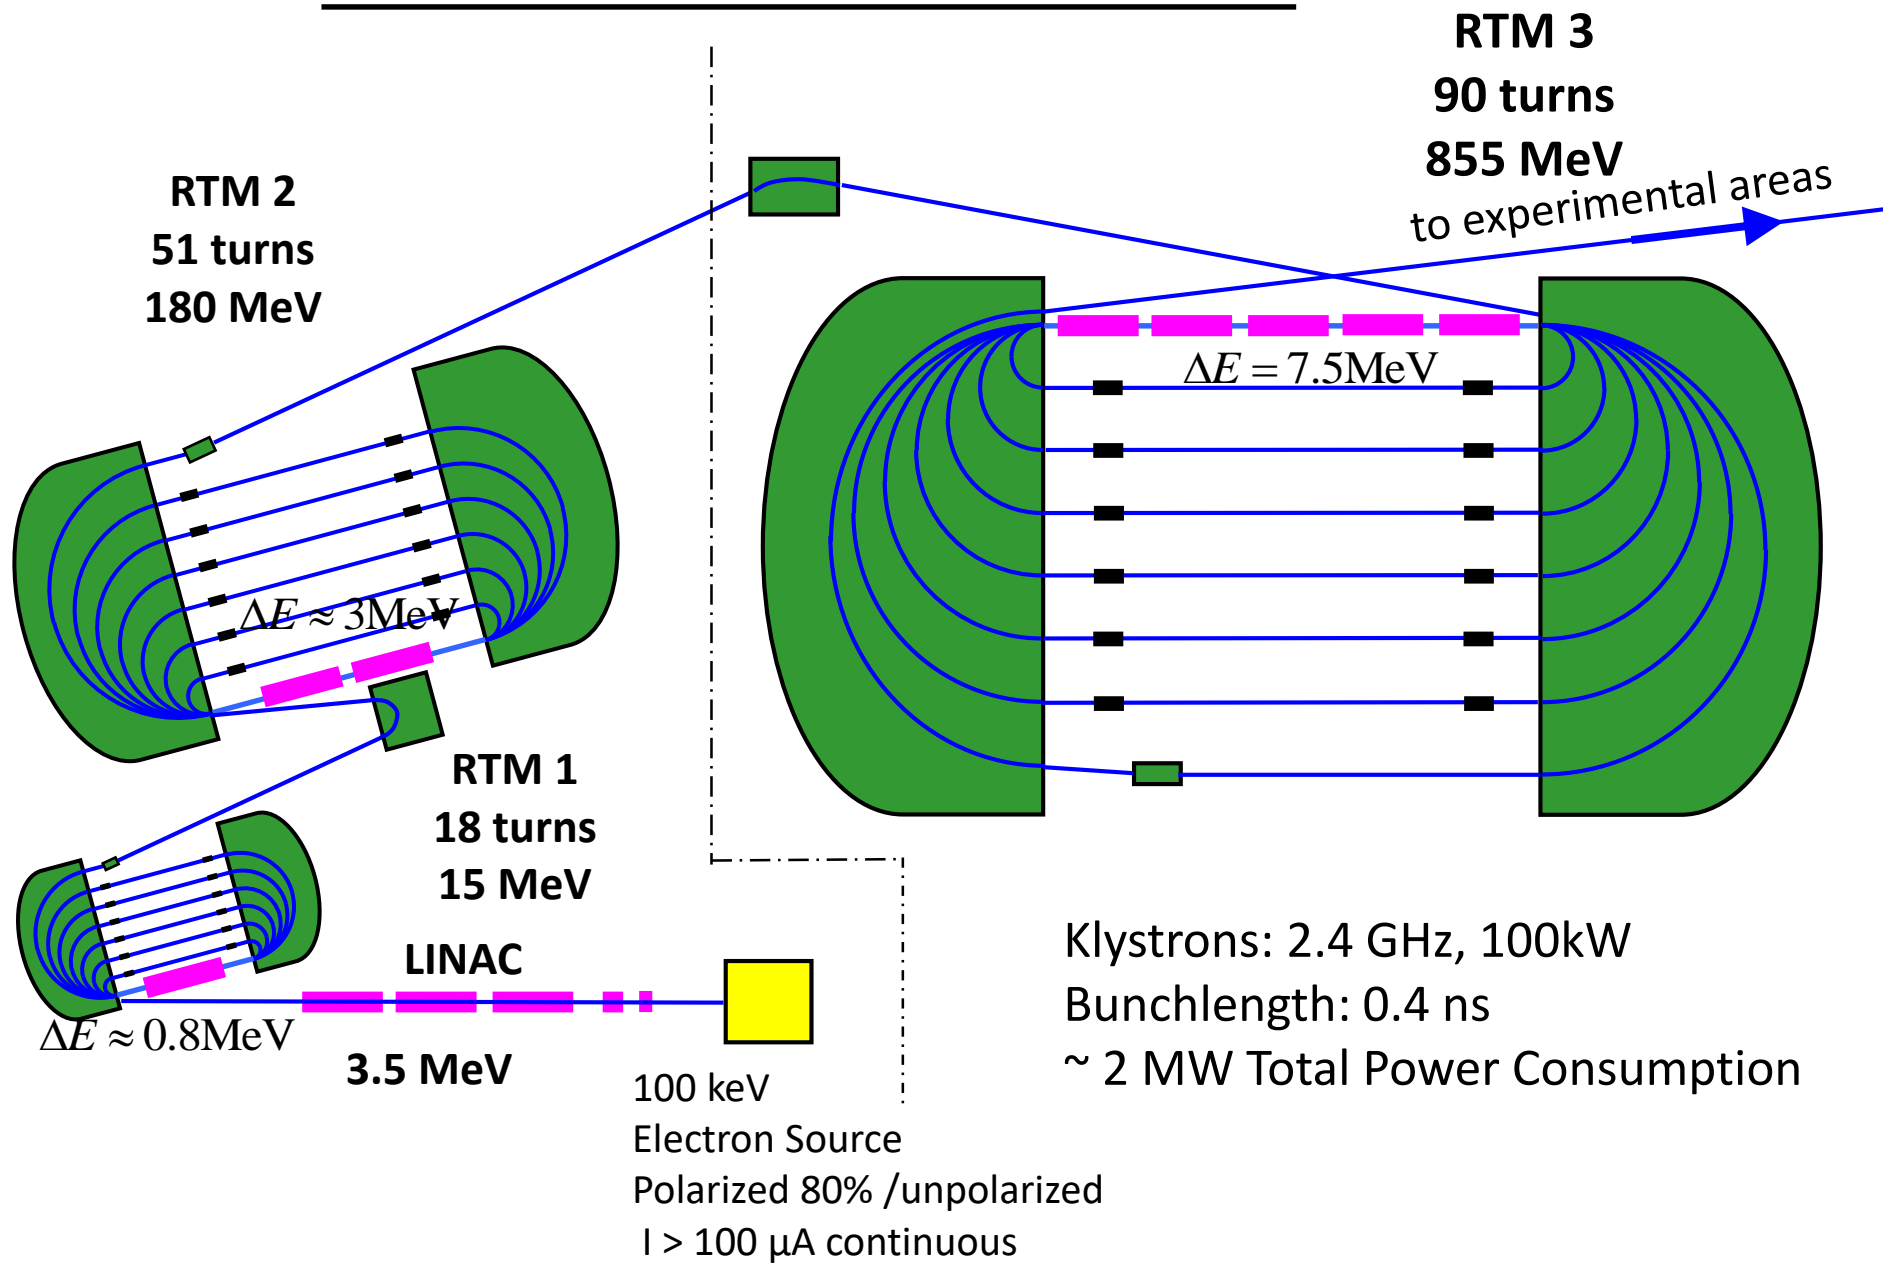 RTM 3
90 turns
855 MeV
to experimental areas
RTM 2
51 turns
180 MeV
ΔE = 7.5MeV
ΔE ≈ 3MeV
RTM 1
18 turns
15 MeV
LINAC
ΔE ≈ 0.8MeV
3.5 MeV
100 keV
Electron Source
Polarized 80% /unpolarized
I > 100 µA continuous
Klystrons: 2.4 GHz, 100kW
Bunchlength: 0.4 ns
~ 2 MW Total Power Consumption